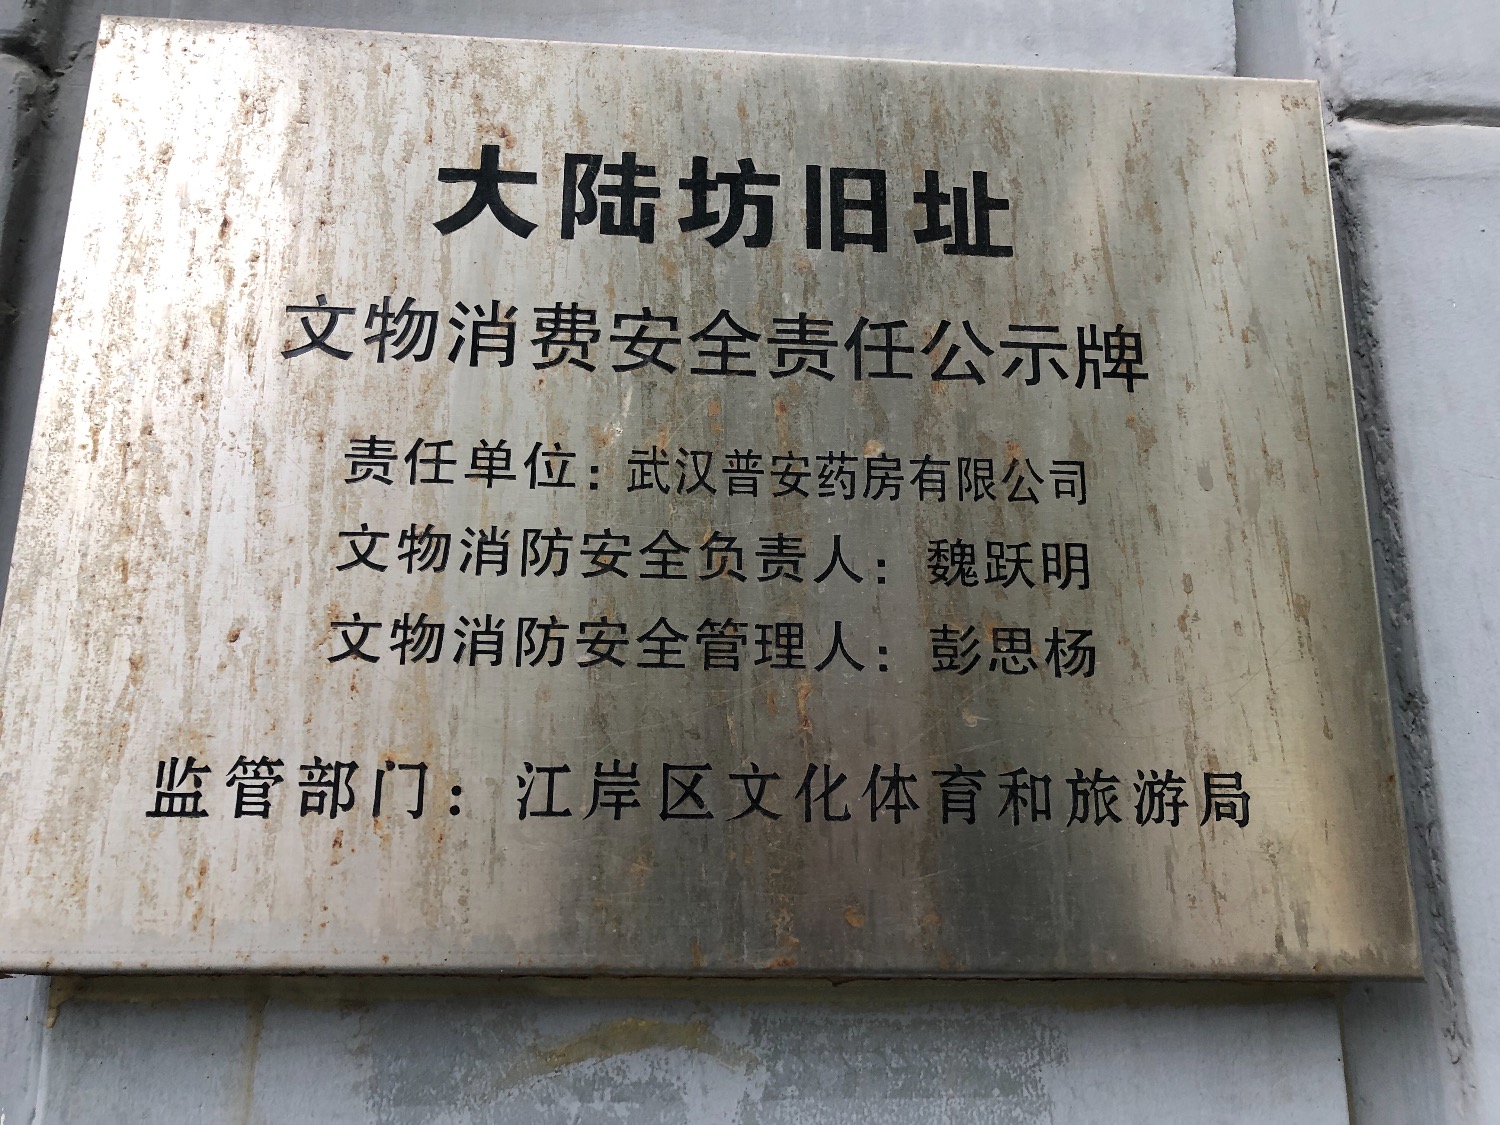 大陆坊旧址
文物消费安全责任公示牌
责任单位：武汉普安药房有限公司
文物消防安全负责人：魏跃明
文物消防安全管理人：彭思杨
监管部门：江岸区文化体育和旅游局